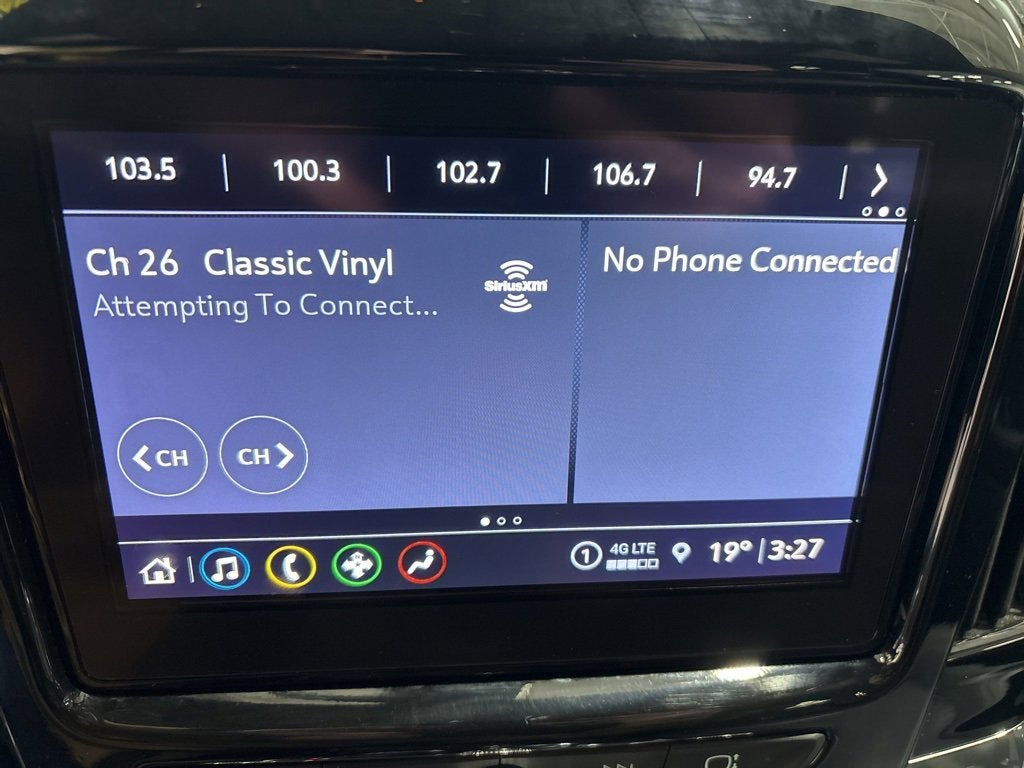 103.5 | 100.3 | 102.7 | 106.7 | 94.7
Ch 26 Classic Vinyl
Attempting To Connect...
SiriusXM
No Phone Connected
CH CH
1 4G LTE 19° | 3:27